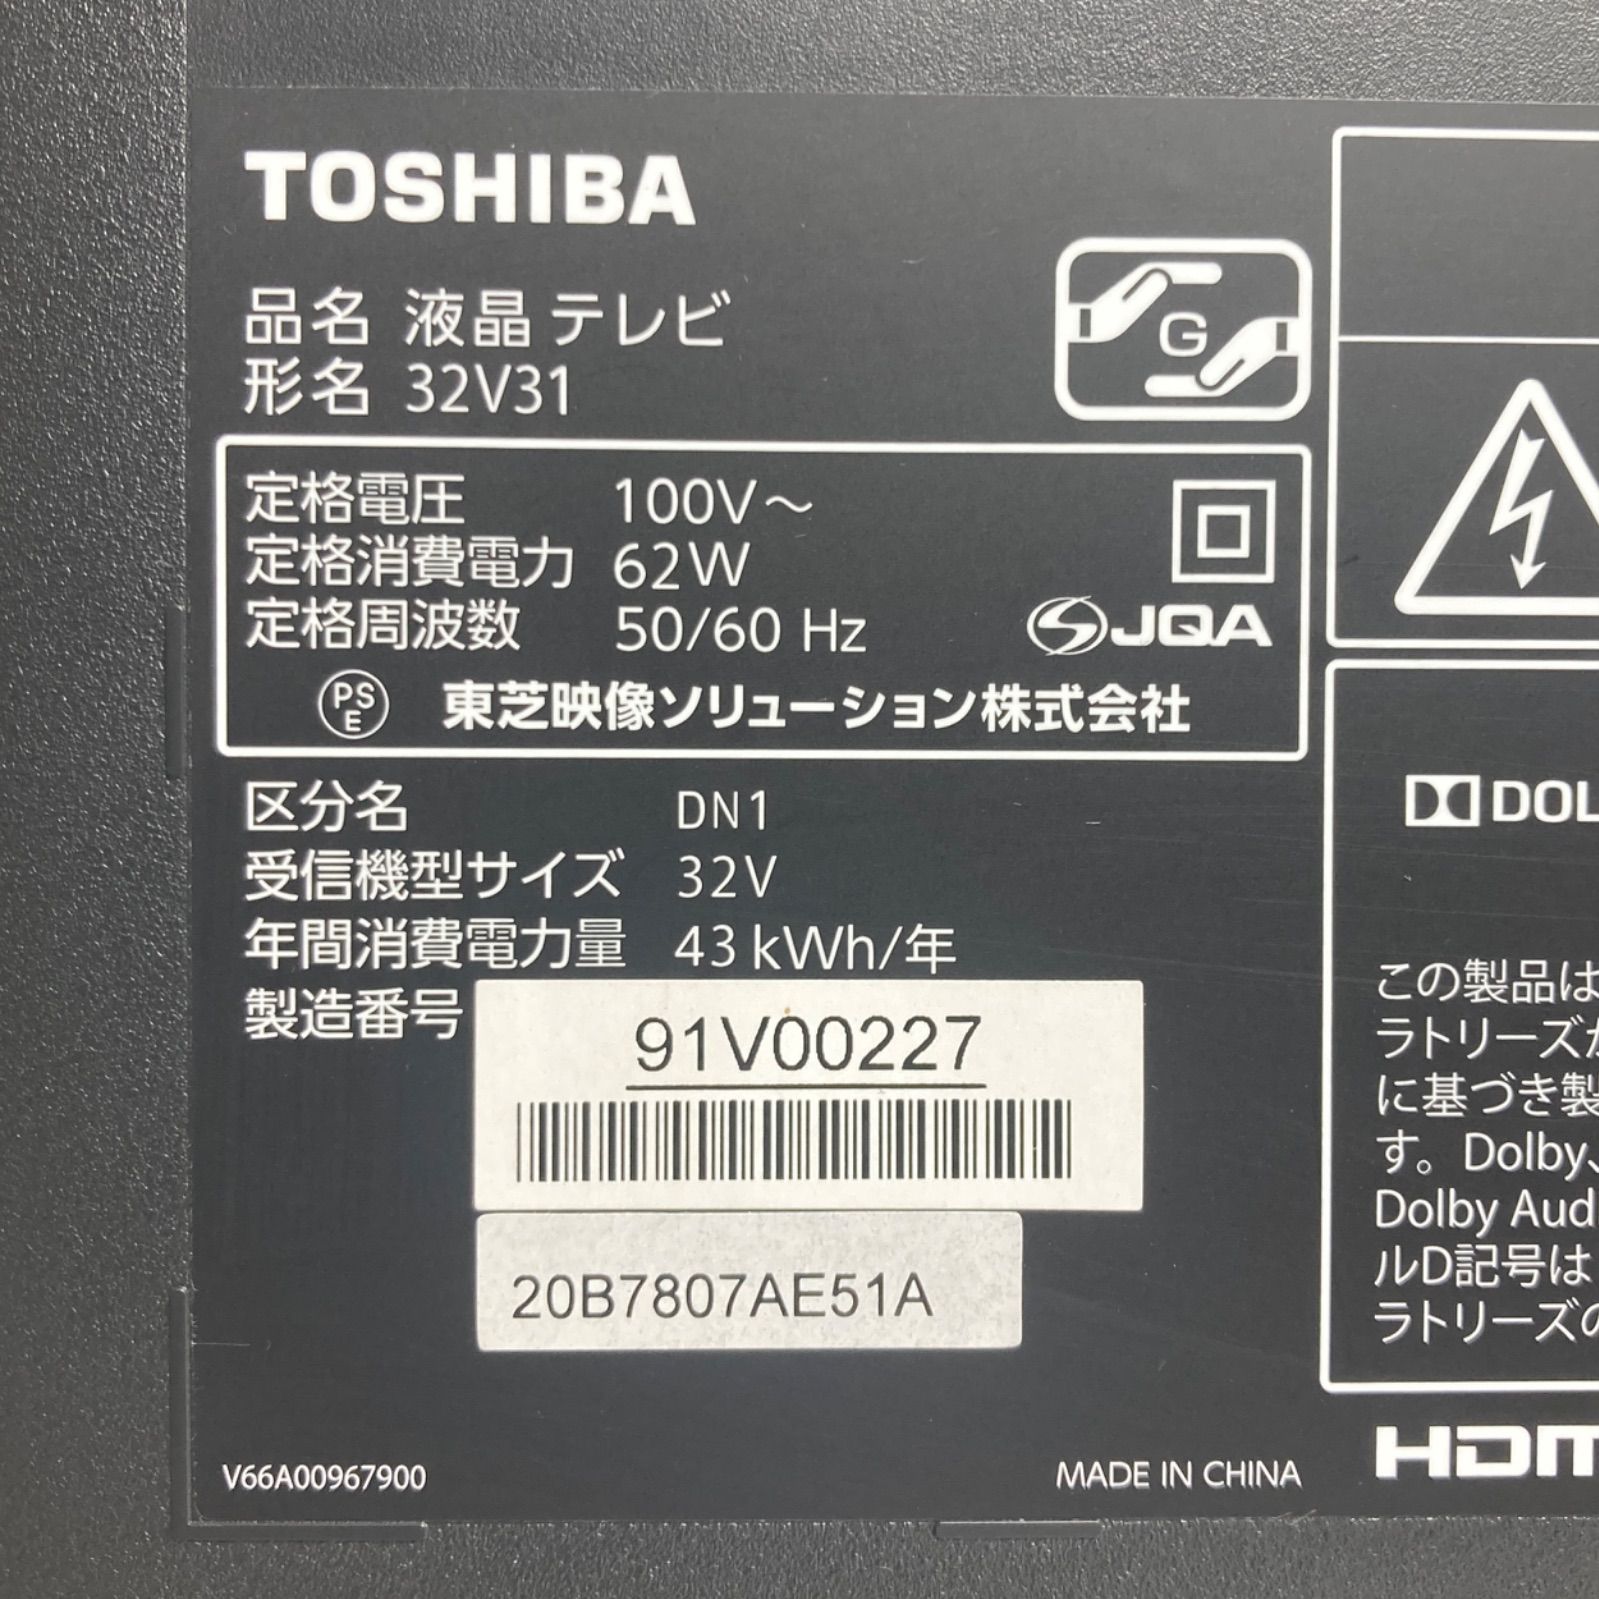 TOSHIBA
品名 液晶テレビ
形名 32V31
G
定格電圧 100V～
定格消費電力 62W
定格周波数 50/60 Hz
JQA
PSE 東芝映像ソリューション株式会社
区分名 DN1
受信機型サイズ 32V
年間消費電力量 43kWh/年
製造番号 91V00227
20B7807AE51A
V66A00967900
MADE IN CHINA
DOL
この製品は
ラトリーズが
に基づき製
す。Dolby、
Dolby Aud
ルD記号は
ラトリーズの
HDM